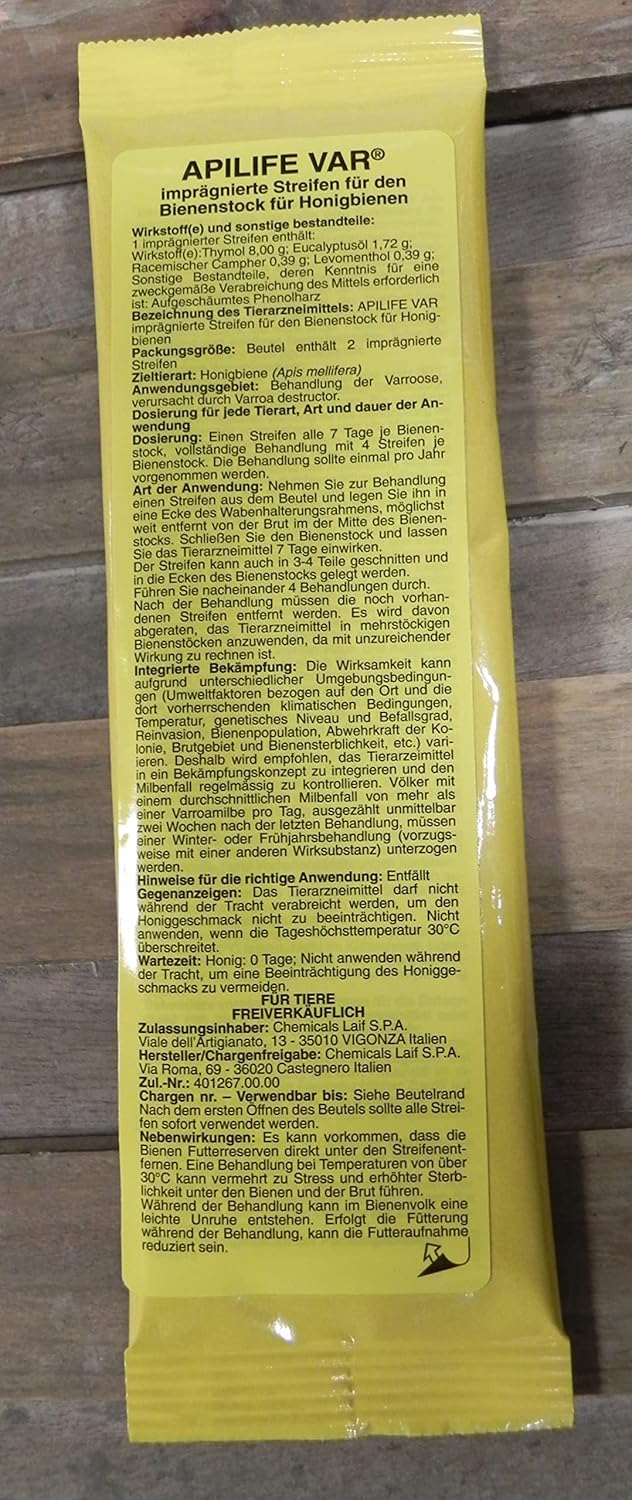 APILIFE VAR®
imprägnierte Streifen für den
Bienenstock für Honigbienen
Wirkstoff(e) und sonstige bestandteile:
1 imprägnierter Streifen enthält:
Wirkstoff(e):Thymol 8,00 g; Eucalyptusöl 1,72 g;
Racemischer Campher 0,39 g; Levomenthol 0,39 g;
Sonstige Bestandteile, deren Kenntnis für eine
zweckgemäße Verabreichung des Mittels erforderlich
ist: Aufgeschäumtes Phenolharz
Bezeichnung des Tierarzneimittels: APILIFE VAR
imprägnierte Streifen für den Bienenstock für Honig-
bienen
Packungsgröße: Beutel enthält 2 imprägnierte
Streifen
Zieltierart: Honigbiene (Apis mellifera)
Anwendungsgebiet: Behandlung der Varroose,
verursacht durch Varroa destructor.
Dosierung für jede Tierart, Art und dauer der An-
wendung
Dosierung: Einen Streifen alle 7 Tage je Bienen-
stock, vollständige Behandlung mit 4 Streifen je
Bienenstock. Die Behandlung sollte einmal pro Jahr
vorgenommen werden.
Art der Anwendung: Nehmen Sie zur Behandlung
einen Streifen aus dem Beutel und legen Sie ihn in
eine Ecke des Wabenhalterungsrahmens, möglichst
weit entfernt von der Brut im der Mitte des Bienen-
stocks. Schließen Sie den Bienenstock und lassen
Sie das Tierarzneimittel 7 Tage einwirken.
Der Streifen kann auch in 3-4 Teile geschnitten und
in die Ecken des Bienenstocks gelegt werden.
Führen Sie nacheinander 4 Behandlungen durch.
Nach der Behandlung müssen die noch vorhan-
denen Streifen entfernt werden. Es wird davon
abgeraten, das Tierarzneimittel in mehrstöckigen
Bienenstöcken anzuwenden, da mit unzureichender
Wirkung zu rechnen ist.
Integrierte Bekämpfung: Die Wirksamkeit kann
aufgrund unterschiedlicher Umgebungsbedingun-
gen (Umweltfaktoren bezogen auf den Ort und die
dort vorherrschenden klimatischen Bedingungen,
Temperatur, genetisches Niveau und Befallsgrad,
Reinvasion, Bienenpopulation, Abwehrkraft der Ko-
lonie, Brutgebiet und Bienensterblichkeit, etc.) vari-
ieren. Deshalb wird empfohlen, das Tierarzeimittel
in ein Bekämpfungskonzept zu integrieren und den
Milbenfall regelmässig zu kontrollieren. Völker mit
einem durchschnittlichen Milbenfall von mehr als
einer Varroamilbe pro Tag, ausgezählt unmittelbar
zwei Wochen nach der letzten Behandlung, müssen
einer Winter- oder Frühjahrsbehandlung (vorzugs-
weise mit einer anderen Wirksubstanz) unterzogen
werden.
Hinweise für die richtige Anwendung: Entfällt
Gegenanzeigen: Das Tierarzneimittel darf nicht
während der Tracht verabreicht werden, um den
Honiggeschmack nicht zu beeinträchtigen. Nicht
anwenden, wenn die Tageshöchsttemperatur 30°C
überschreitet.
Wartezeit: Honig: 0 Tage; Nicht anwenden während
der Tracht, um eine Beeinträchtigung des Honigge-
schmacks zu vermeiden.
FÜR TIERE
FREIVERKÄUFLICH
Zulassungsinhaber: Chemicals Laif S.P.A.
Viale dell'Artigianato, 13 - 35010 VIGONZA Italien
Hersteller/Chargenfreigabe: Chemicals Laif S.P.A.
Via Roma, 69 - 36020 Castegnero Italien
Zul.-Nr.: 401267.00.00
Chargen nr. – Verwendbar bis: Siehe Beutelrand
Nach dem ersten Öffnen des Beutels sollte alle Strei-
fen sofort verwendet werden.
Nebenwirkungen: Es kann vorkommen, dass die
Bienen Futterreserven direkt unter den Streifenent-
fernen. Eine Behandlung bei Temperaturen von über
30°C kann vermehrt zu Stress und erhöhter Sterb-
lichkeit unter den Bienen und der Brut führen.
Während der Behandlung kann im Bienenvolk eine
leichte Unruhe entstehen. Erfolgt die Fütterung
während der Behandlung, kann die Futteraufnahme
reduziert sein.